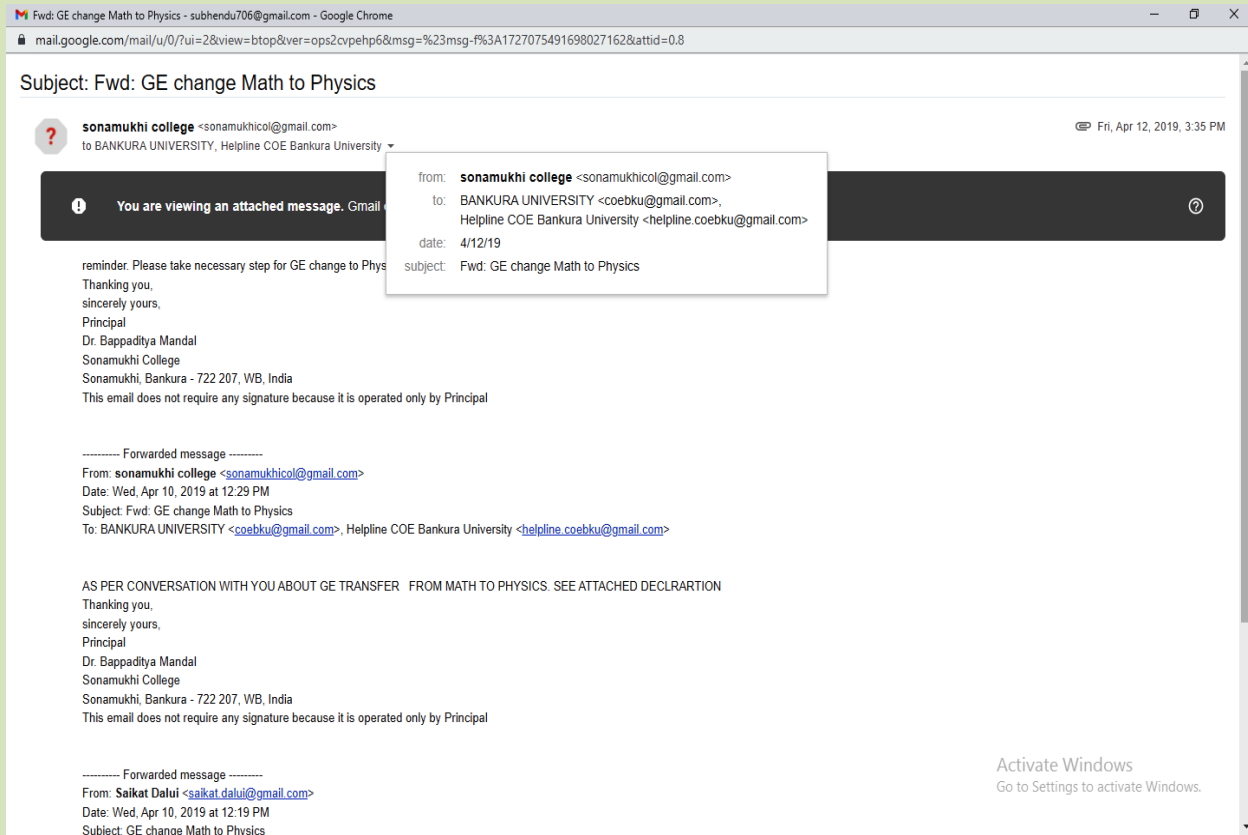 Fwd: GE change Math to Physics - subhendu706@gmail.com - Google Chrome
mail.google.com/mail/u/0/?ui=2&view=btop&ver=ops2cvpehp6&msg=%23msg-f%3A1727075491698027162&attid=0.8
Subject: Fwd: GE change Math to Physics
sonamukhi college <sonamukhicol@gmail.com>
Fri, Apr 12, 2019, 3:35 PM
to BANKURA UNIVERSITY, Helpline COE Bankura University
from: sonamukhi college <sonamukhicol@gmail.com>
to: BANKURA UNIVERSITY <coebku@gmail.com>,
Helpline COE Bankura University <helpline.coebku@gmail.com>
date: 4/12/19
subject: Fwd: GE change Math to Physics
You are viewing an attached message. Gmail
reminder. Please take necessary step for GE change to Phys
Thanking you,
sincerely yours,
Principal
Dr. Bappaditya Mandal
Sonamukhi College
Sonamukhi, Bankura - 722 207, WB, India
This email does not require any signature because it is operated only by Principal
---------- Forwarded message ---------
From: sonamukhi college <sonamukhicol@gmail.com>
Date: Wed, Apr 10, 2019 at 12:29 PM
Subject: Fwd: GE change Math to Physics
To: BANKURA UNIVERSITY <coebku@gmail.com>, Helpline COE Bankura University <helpline.coebku@gmail.com>
AS PER CONVERSATION WITH YOU ABOUT GE TRANSFER FROM MATH TO PHYSICS. SEE ATTACHED DECLRARTION
Thanking you,
sincerely yours,
Principal
Dr. Bappaditya Mandal
Sonamukhi College
Sonamukhi, Bankura - 722 207, WB, India
This email does not require any signature because it is operated only by Principal
---------- Forwarded message ---------
From: Saikat Dalui <saikat.dalui@gmail.com>
Date: Wed, Apr 10, 2019 at 12:19 PM
Subject: GE change Math to Physics
Activate Windows
Go to Settings to activate Windows.